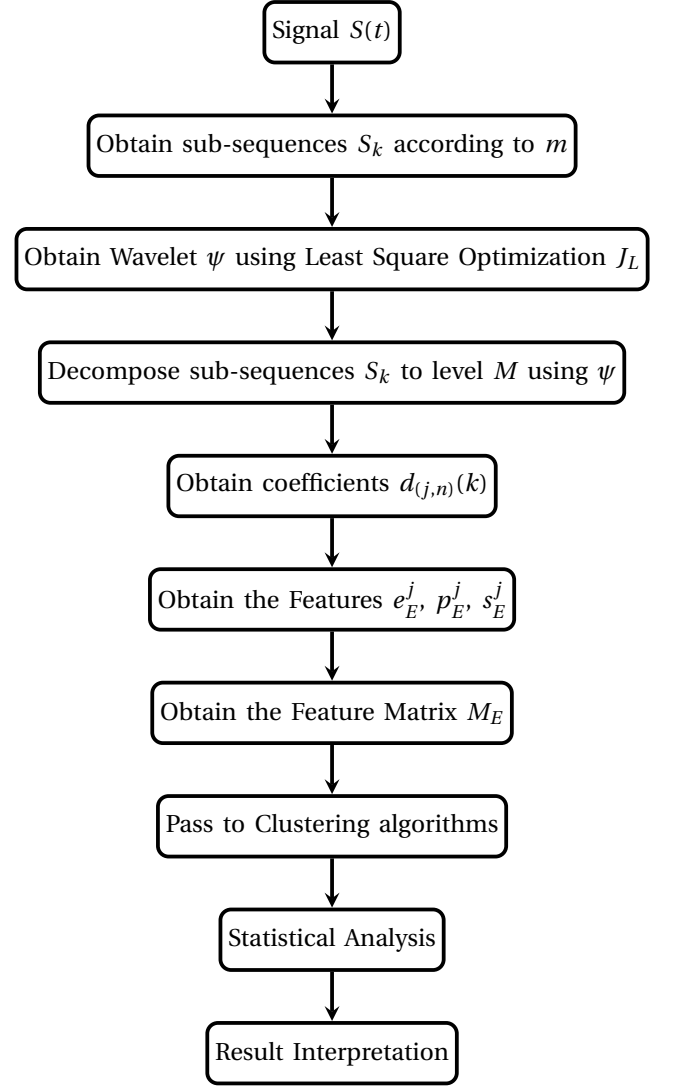 Signal S(t)
Obtain sub-sequences S_k according to m
Obtain Wavelet ψ using Least Square Optimization J_L
Decompose sub-sequences S_k to level M using ψ
Obtain coefficients d_{(j,n)}(k)
Obtain the Features e_E^j, p_E^j, s_E^j
Obtain the Feature Matrix M_E
Pass to Clustering algorithms
Statistical Analysis
Result Interpretation